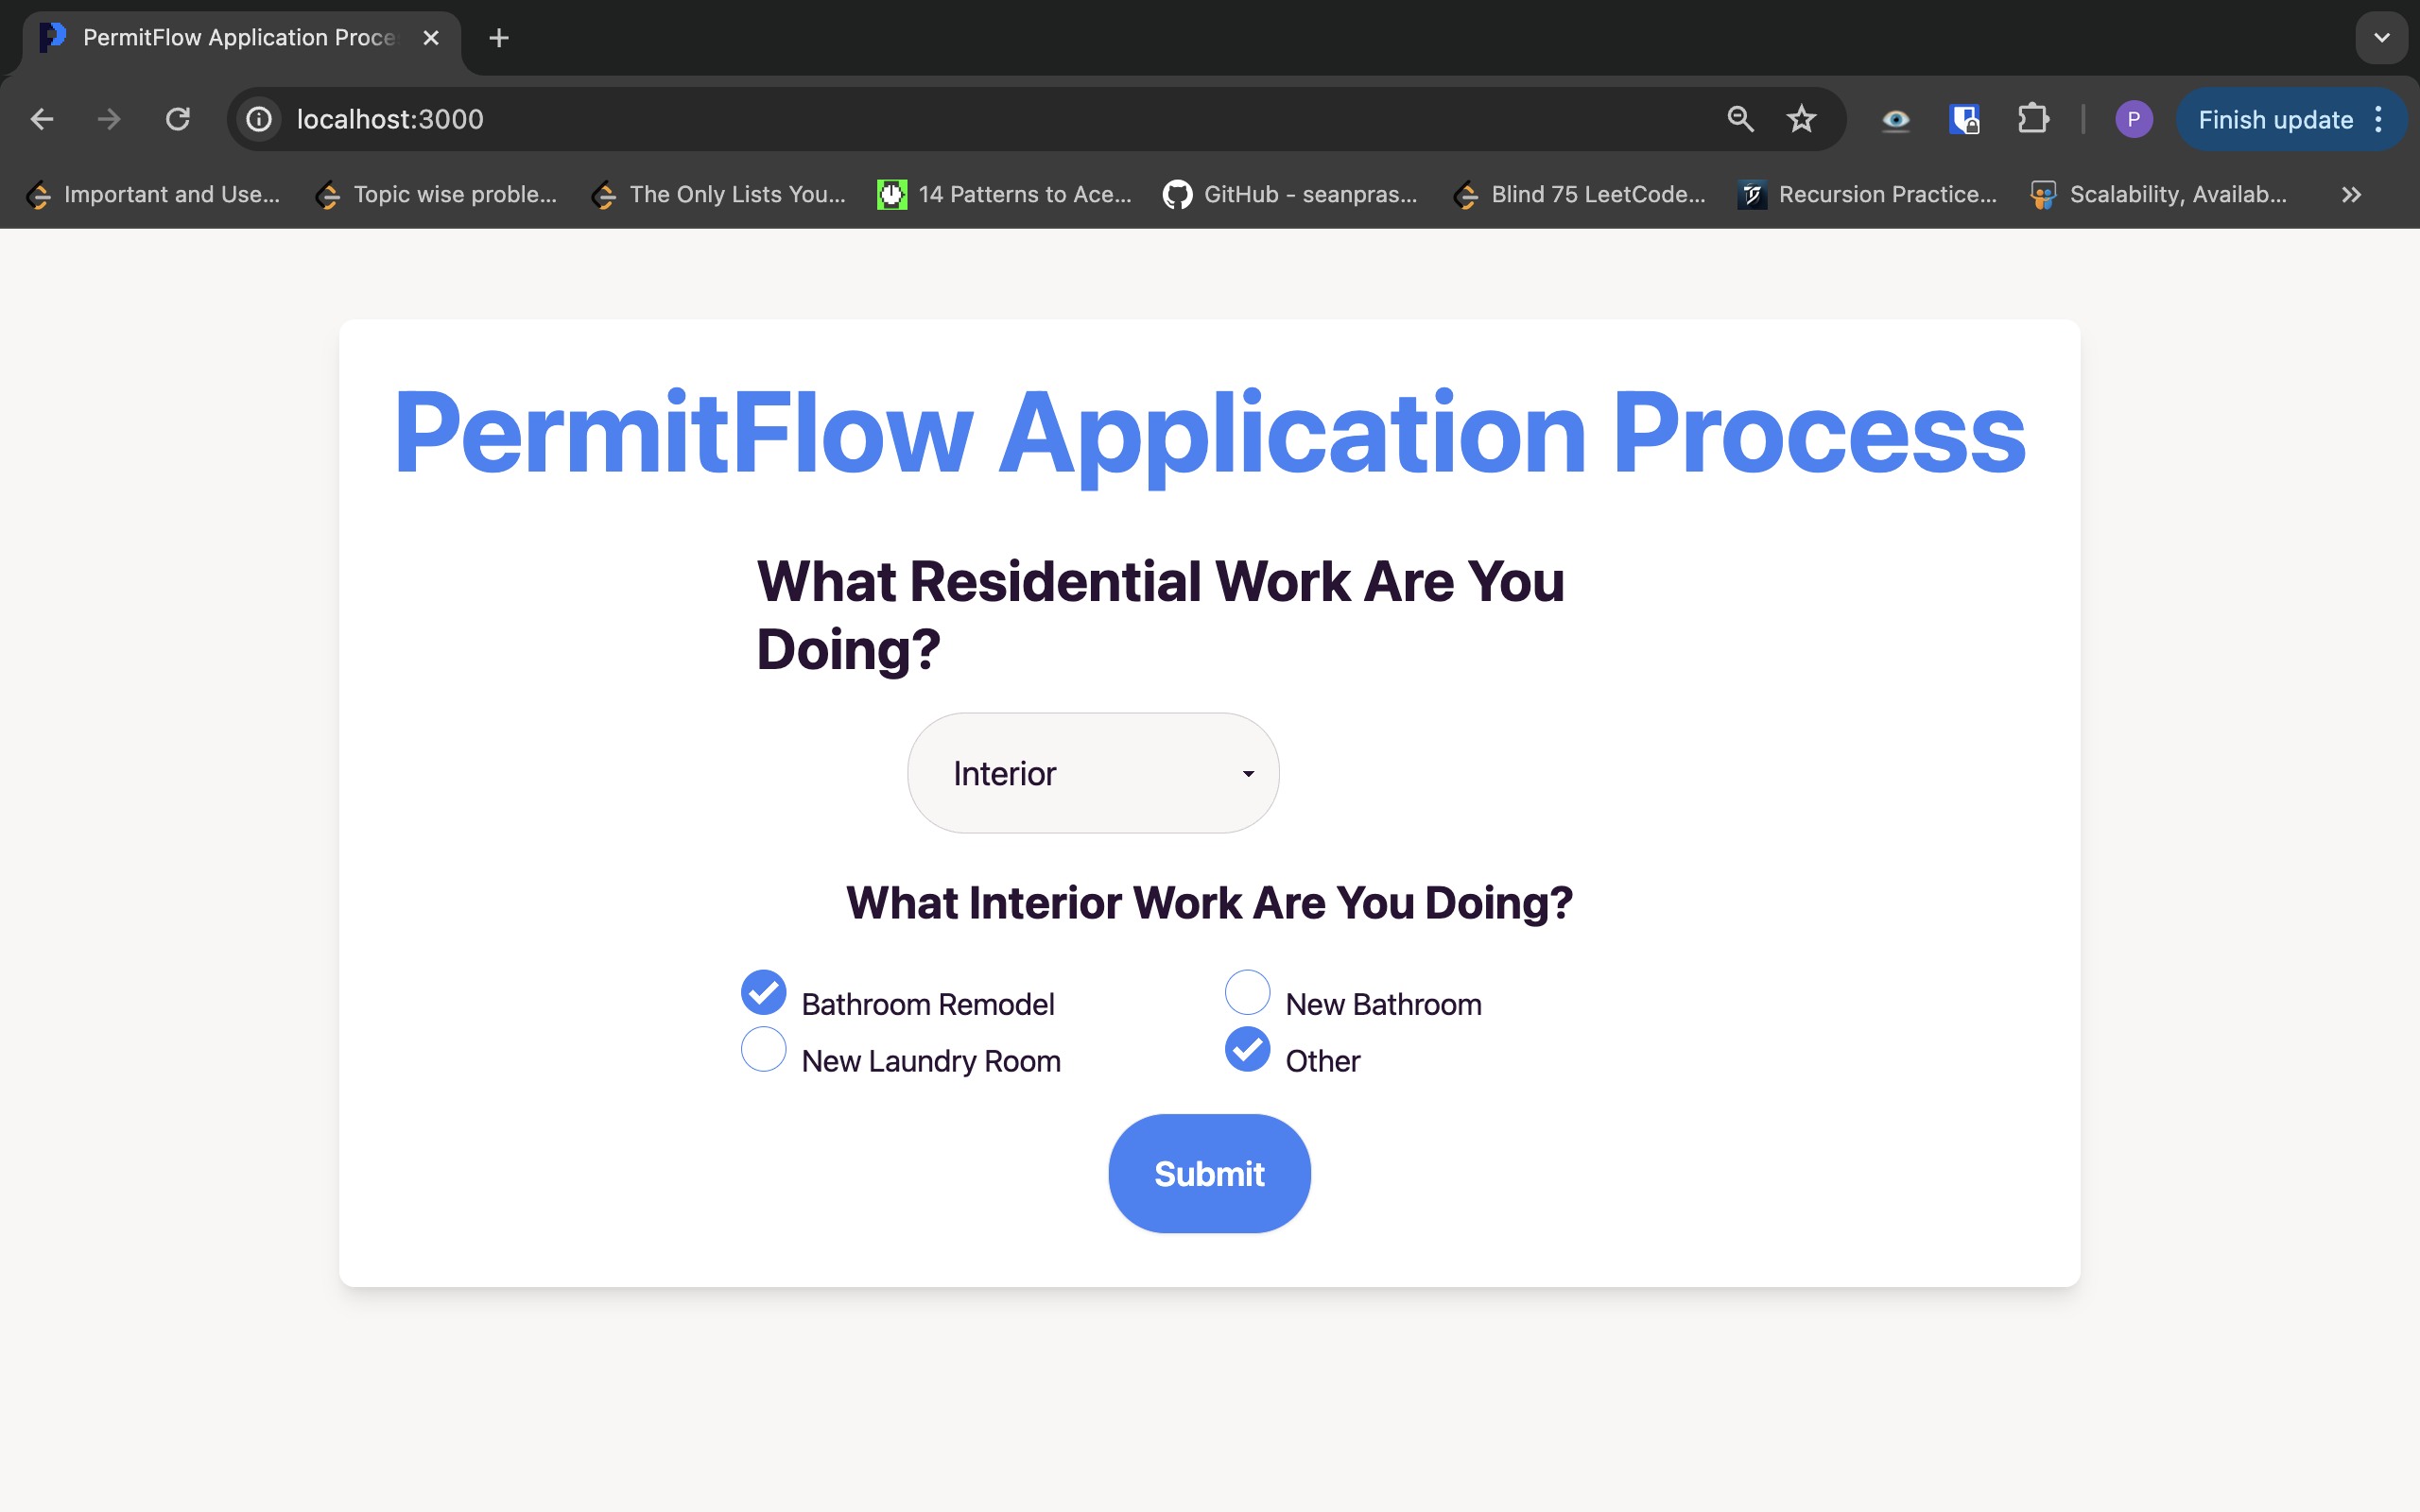 PermitFlow Application Proce
localhost:3000
P
Finish update
Important and Use...
Topic wise proble...
The Only Lists You...
14 Patterns to Ace...
GitHub - seanpras...
Blind 75 LeetCode...
Recursion Practice...
Scalability, Availab...
PermitFlow Application Process
What Residential Work Are You
Doing?
Interior
What Interior Work Are You Doing?
Bathroom Remodel
New Bathroom
New Laundry Room
Other
Submit